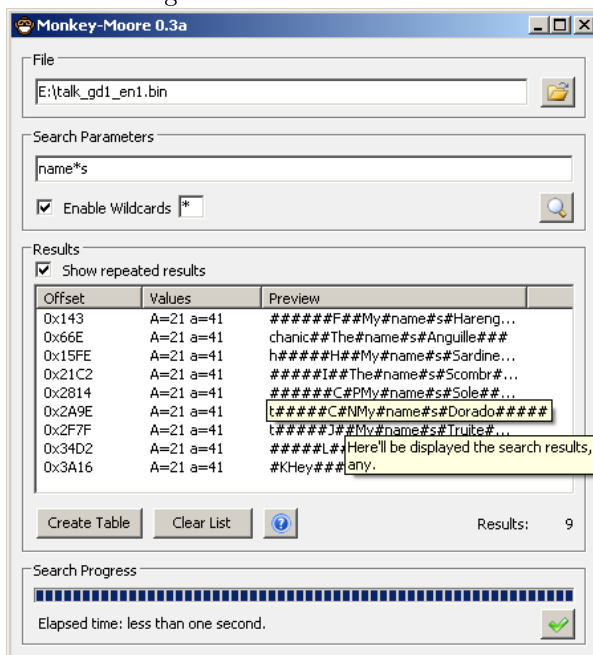 Monkey-Moore 0.3a
File
E:\talk_gd1_en1.bin
Search Parameters
name*s
Enable Wildcards *
Results
Show repeated results
Offset Values Preview
0x143 A=21 a=41 ######F##My#name#s#Hareng...
0x66E A=21 a=41 chanic##The#name#s#Anguille###
0x15FE A=21 a=41 h#####H##My#name#s#Sardine...
0x21C2 A=21 a=41 #####I##The#name#s#Scombr#...
0x2814 A=21 a=41 ######C#PMy#name#s#Sole##...
0x2A9E A=21 a=41 t#####C#NMy#name#s#Dorado#####
0x2F7F A=21 a=41 t#####J##My#name#s#Truite#...
0x34D2 A=21 a=41 #####L##
Here'll be displayed the search results,
0x3A16 A=21 a=41 #KHey###
any.
Create Table Clear List Results: 9
Search Progress
Elapsed time: less than one second.